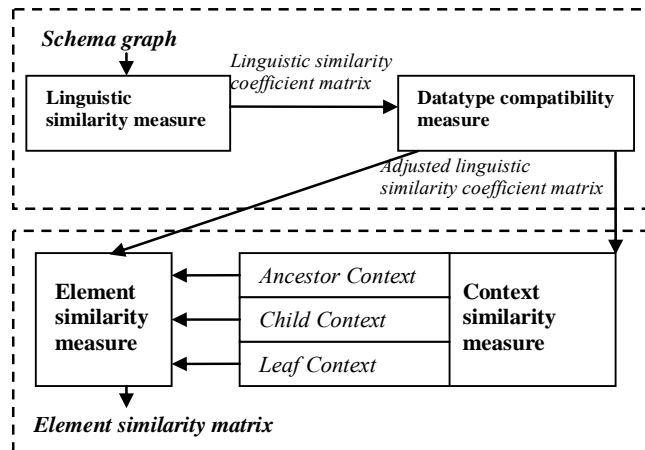 Schema graph
Linguistic similarity
coefficient matrix
Linguistic
similarity measure
Datatype compatibility
measure
Adjusted linguistic
similarity coefficient matrix
Element
similarity
measure
Ancestor Context
Child Context
Leaf Context
Context
similarity
measure
Element similarity matrix